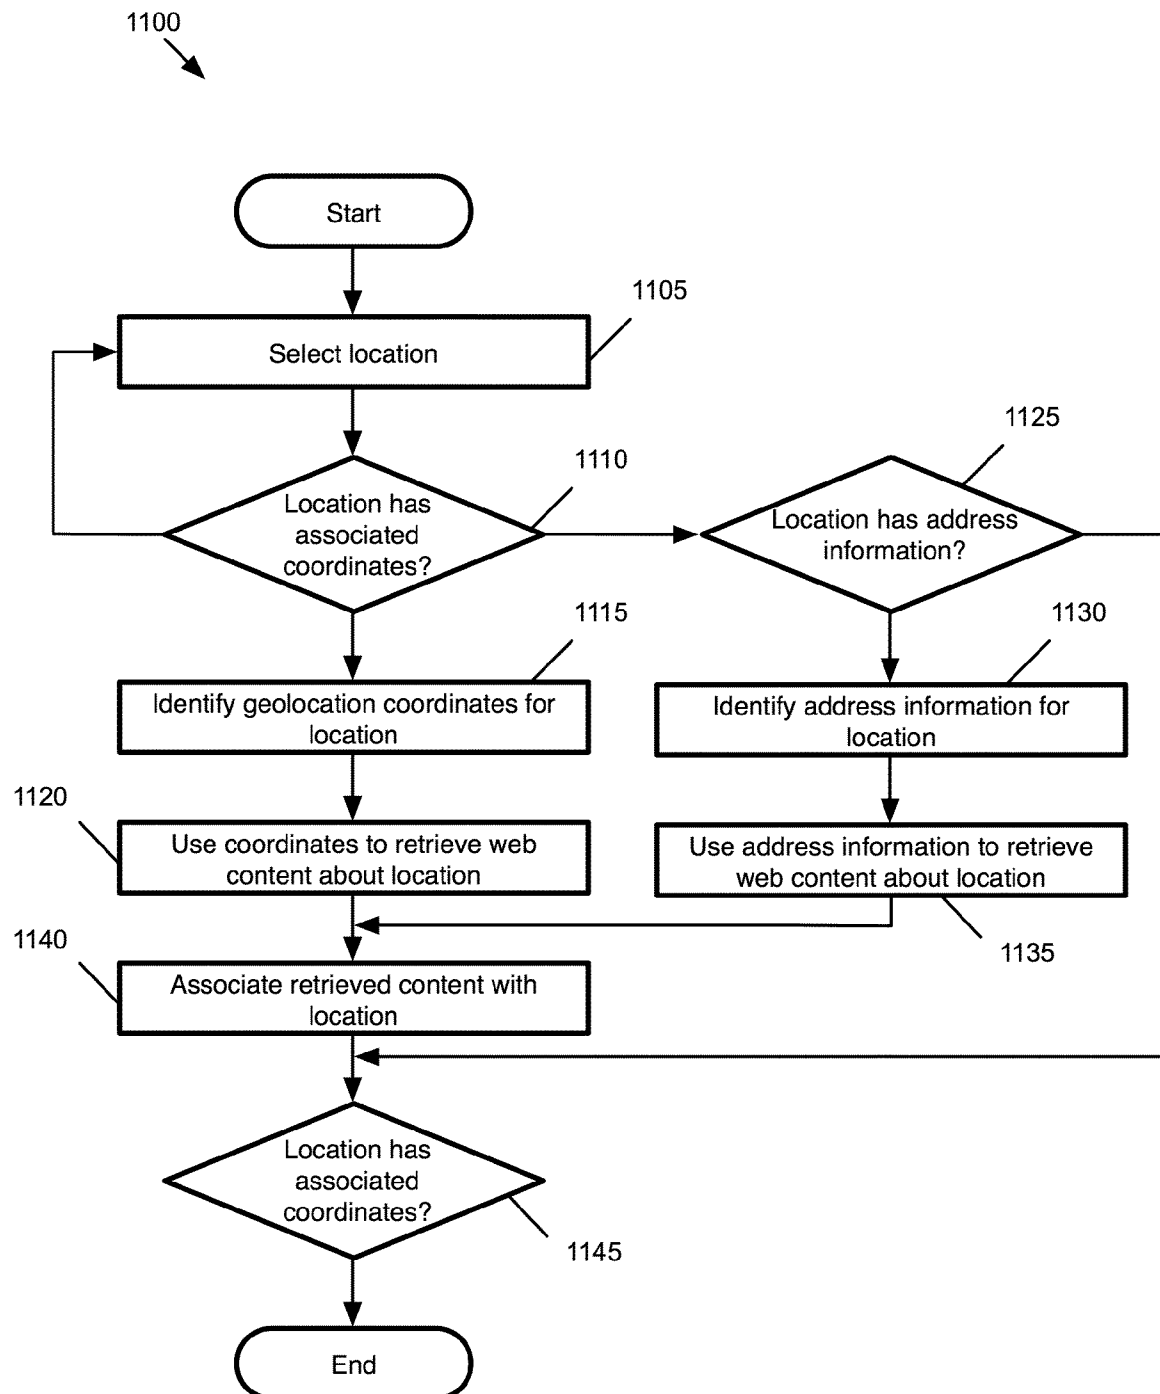 1100
Start
1105
Select location
1110
Location has
associated
coordinates?
1125
Location has address
information?
1115
Identify geolocation coordinates for
location
1130
Identify address information for
location
1120
Use coordinates to retrieve web
content about location
Use address information to retrieve
web content about location
1135
1140
Associate retrieved content with
location
Location has
associated
coordinates?
1145
End